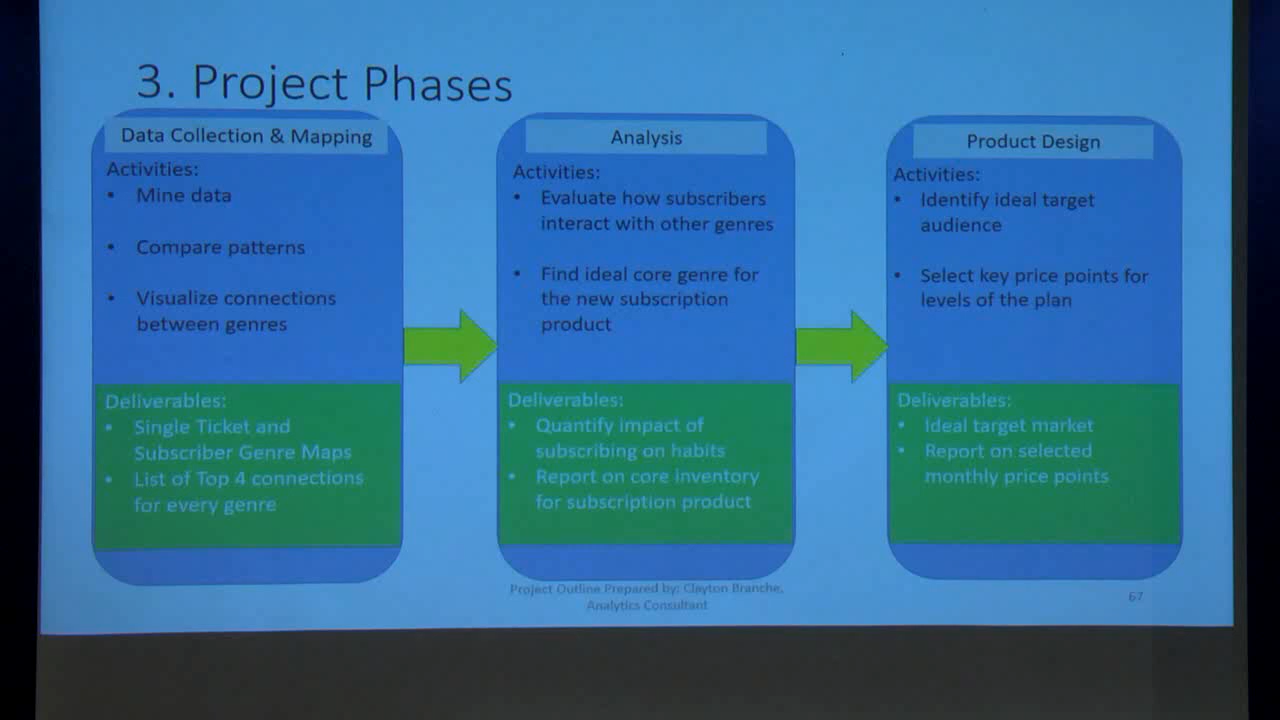 3. Project Phases
Data Collection & Mapping
Activities:
• Mine data
• Compare patterns
• Visualize connections
between genres
Deliverables:
• Single Ticket and
Subscriber Genre Maps
• List of Top 4 connections
for every genre
Analysis
Activities:
• Evaluate how subscribers
interact with other genres
• Find ideal core genre for
the new subscription
product
Deliverables:
• Quantify impact of
subscribing on habits
• Report on core inventory
for subscription product
Product Design
Activities:
• Identify ideal target
audience
• Select key price points for
levels of the plan
Deliverables:
• Ideal target market
• Report on selected
monthly price points
Project Outline Prepared by: Clayton Branche,
Analytics Consultant
67